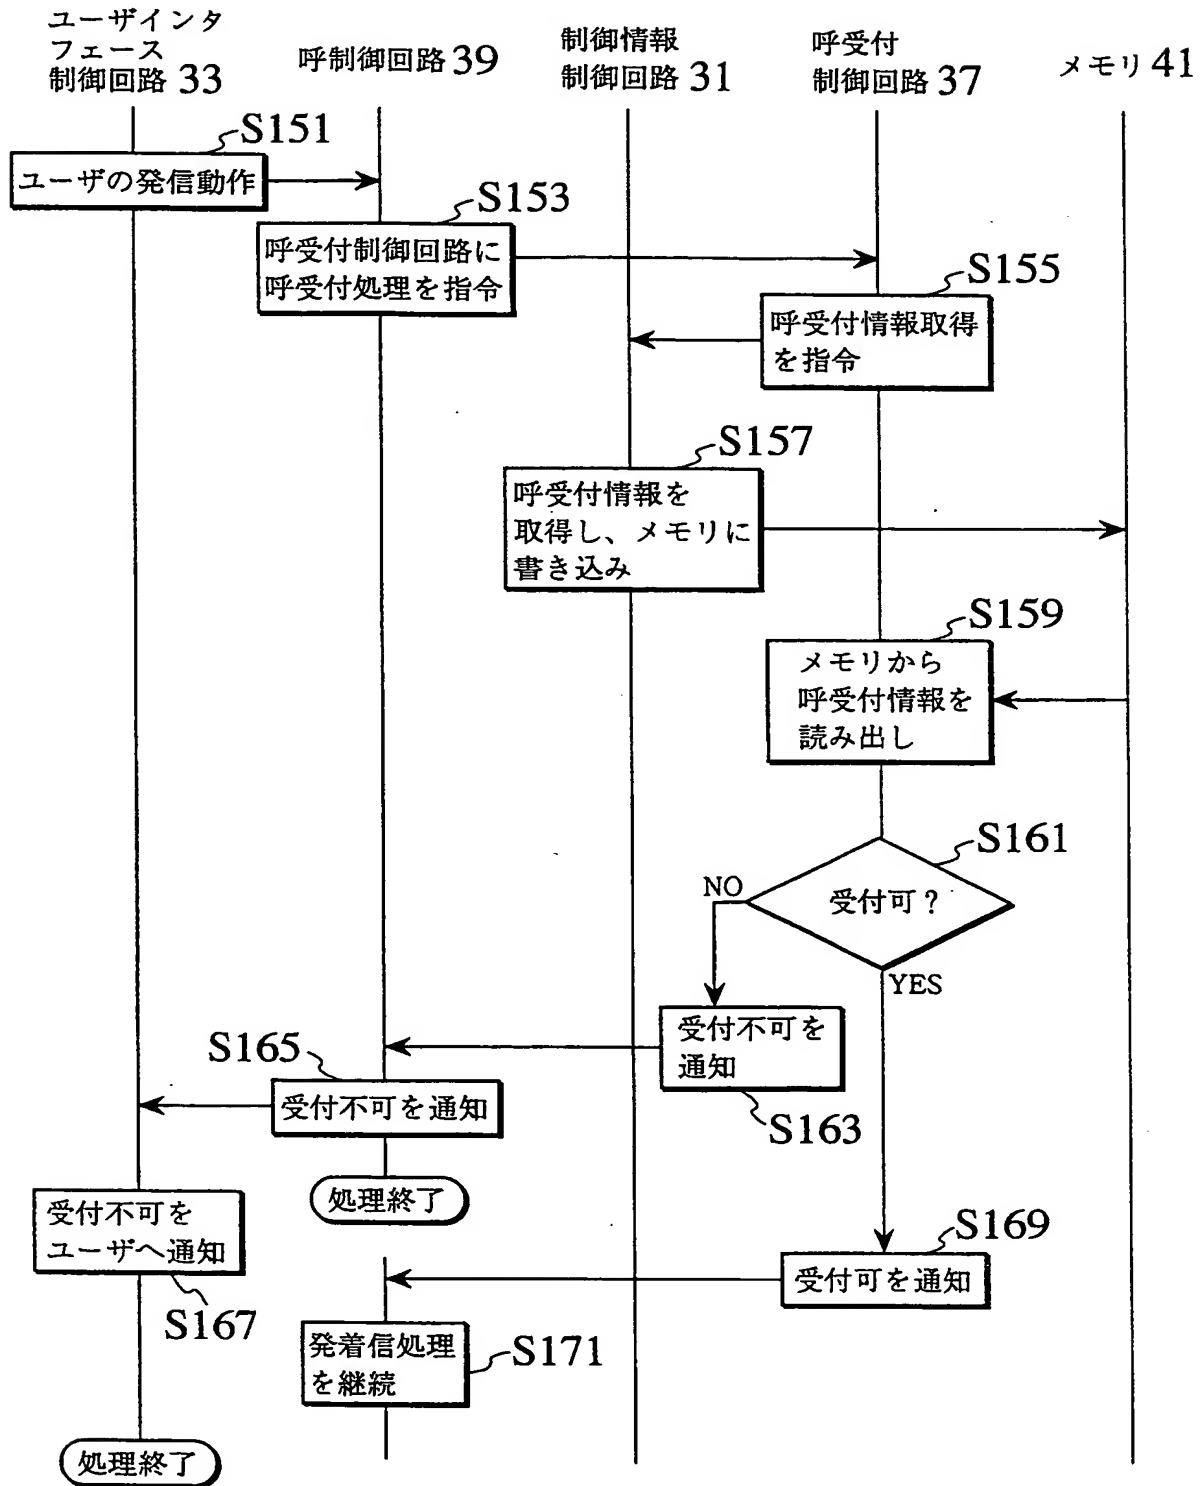 ユーザインタ
フェース
制御回路 33
呼制御回路 39
制御情報
制御回路 31
呼受付
制御回路 37
メモリ 41
S151
ユーザの発信動作
S153
呼受付制御回路に
呼受付処理を指令
S155
呼受付情報取得
を指令
S157
呼受付情報を
取得し、メモリに
書き込み
S159
メモリから
呼受付情報を
読み出し
S161
受付可？
NO
YES
受付不可を
通知
S163
S165
受付不可を通知
処理終了
受付不可を
ユーザへ通知
S167
S169
受付可を通知
発着信処理
を継続
S171
処理終了